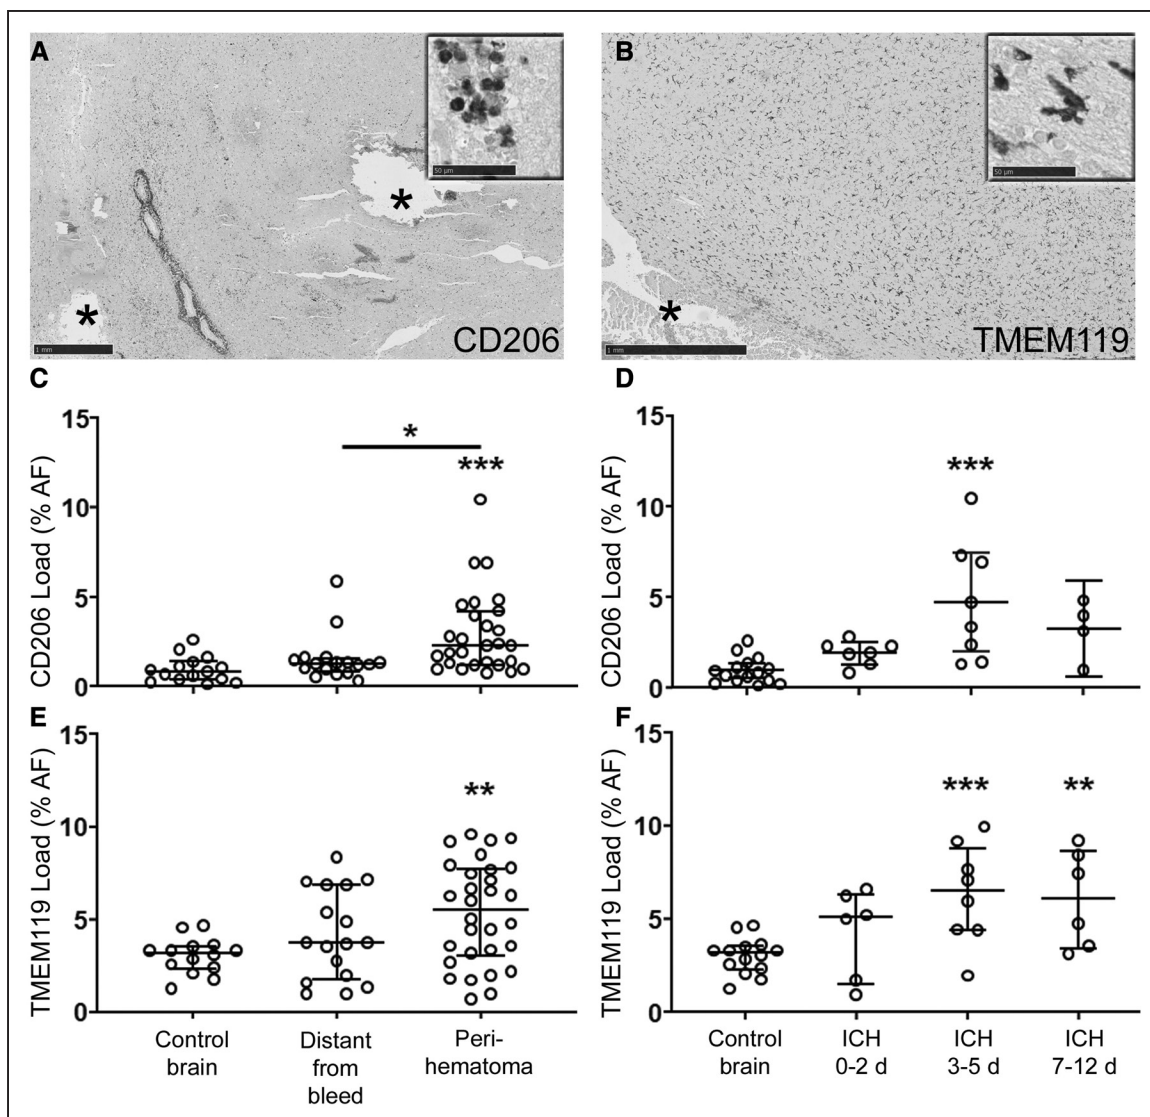 A
B
50 μm
50 μm
*
*
*
1 mm
CD206
1 mm
TMEM119
C
D
CD206 Load (% AF)
15
10
5
0
*
***
CD206 Load (% AF)
15
10
5
0
***
E
F
TMEM119 Load (% AF)
15
10
5
0
**
Control
brain
Distant
from
bleed
Peri-
hematoma
TMEM119 Load (% AF)
15
10
5
0
***
**
Control
brain
ICH
0-2 d
ICH
3-5 d
ICH
7-12 d